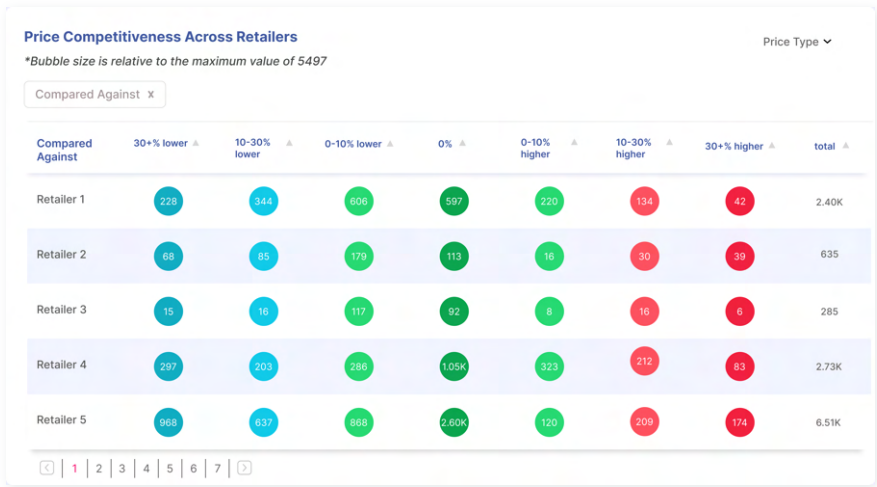 Price Competitiveness Across Retailers
Price Type
*Bubble size is relative to the maximum value of 5497
Compared Against x
Compared Against 30+% lower 10-30% lower 0-10% lower 0% 0-10% higher 10-30% higher 30+% higher total
Retailer 1 228 344 606 597 220 134 42 2.40K
Retailer 2 68 85 179 113 16 30 39 635
Retailer 3 15 16 117 92 8 16 6 285
Retailer 4 297 203 286 1.05K 323 212 83 2.73K
Retailer 5 968 637 868 2.60K 120 209 174 6.51K
1 2 3 4 5 6 7